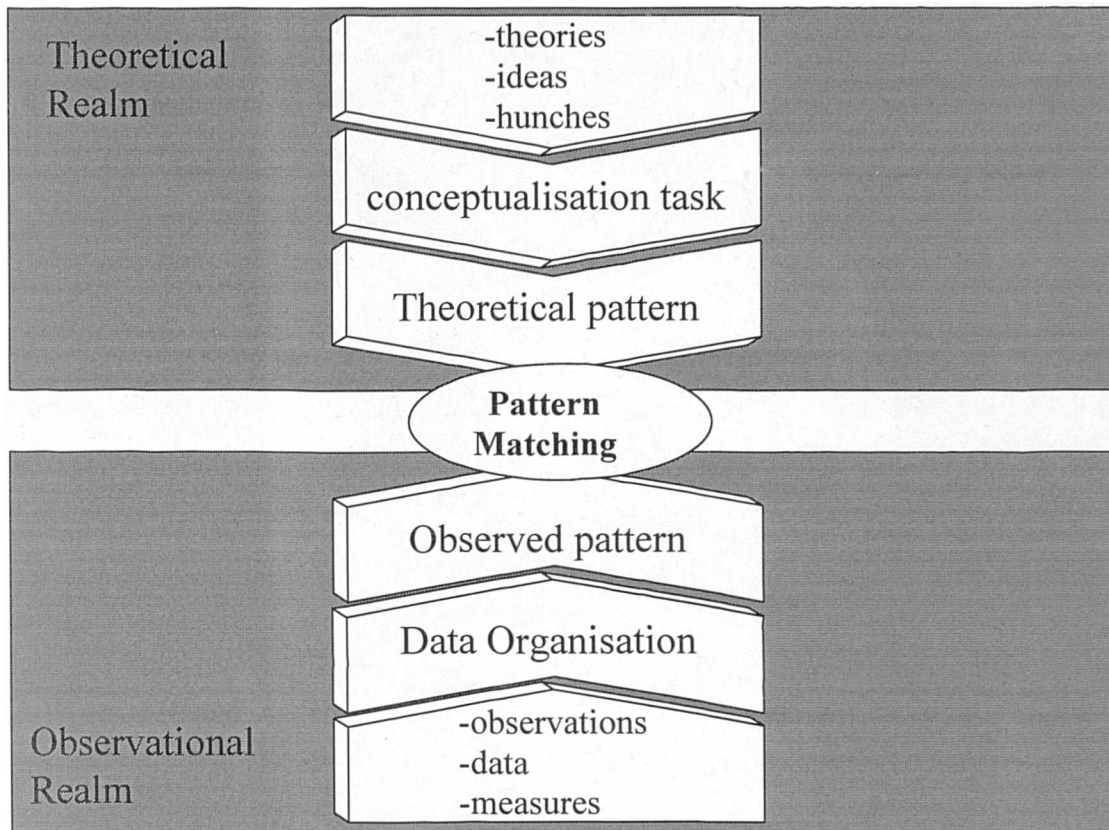 Theoretical
Realm
-theories
-ideas
-hunches
conceptualisation task
Theoretical pattern
Pattern
Matching
Observed pattern
Data Organisation
-observations
-data
-measures
Observational
Realm